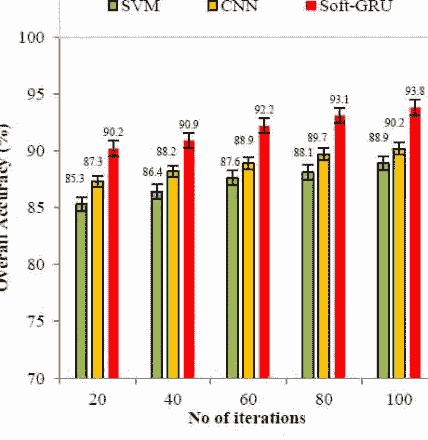 SVM CNN Soft-GRU
100
95
90
85
80
75
70
Overall Accuracy (%)
85.3 87.3 90.2
86.4 88.2 90.9
87.6 88.9 92.2
88.1 89.7 93.1
88.9 90.2 93.8
20 40 60 80 100
No of iterations